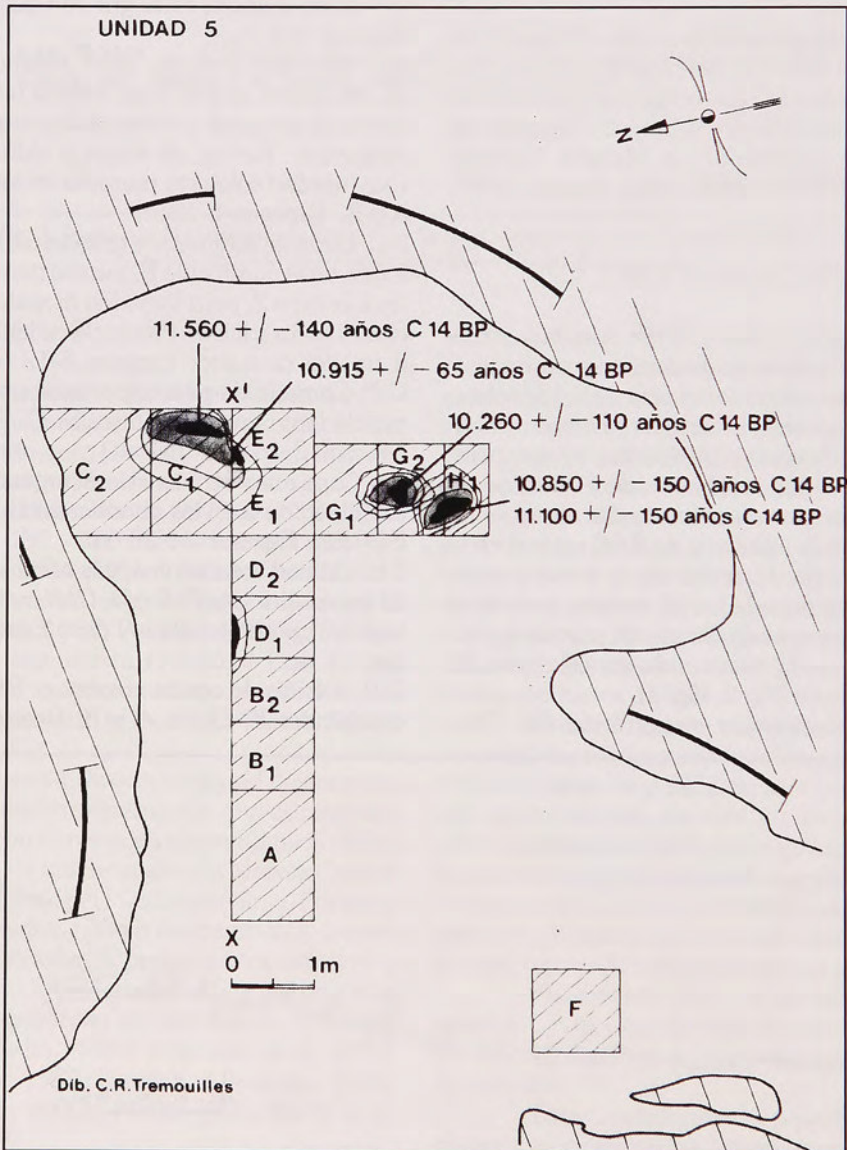 UNIDAD 5
N
11.560 +/-140 años C 14 BP
10.915 +/-65 años C 14 BP
X'
10.260 +/-110 años C 14 BP
E2
G2
C2
C1
H1
10.850 +/-150 años C 14 BP
E1
G1
11.100 +/-150 años C 14 BP
D2
D1
B2
B1
A
X
0 1m
F
Dib. C.R.Tremouilles